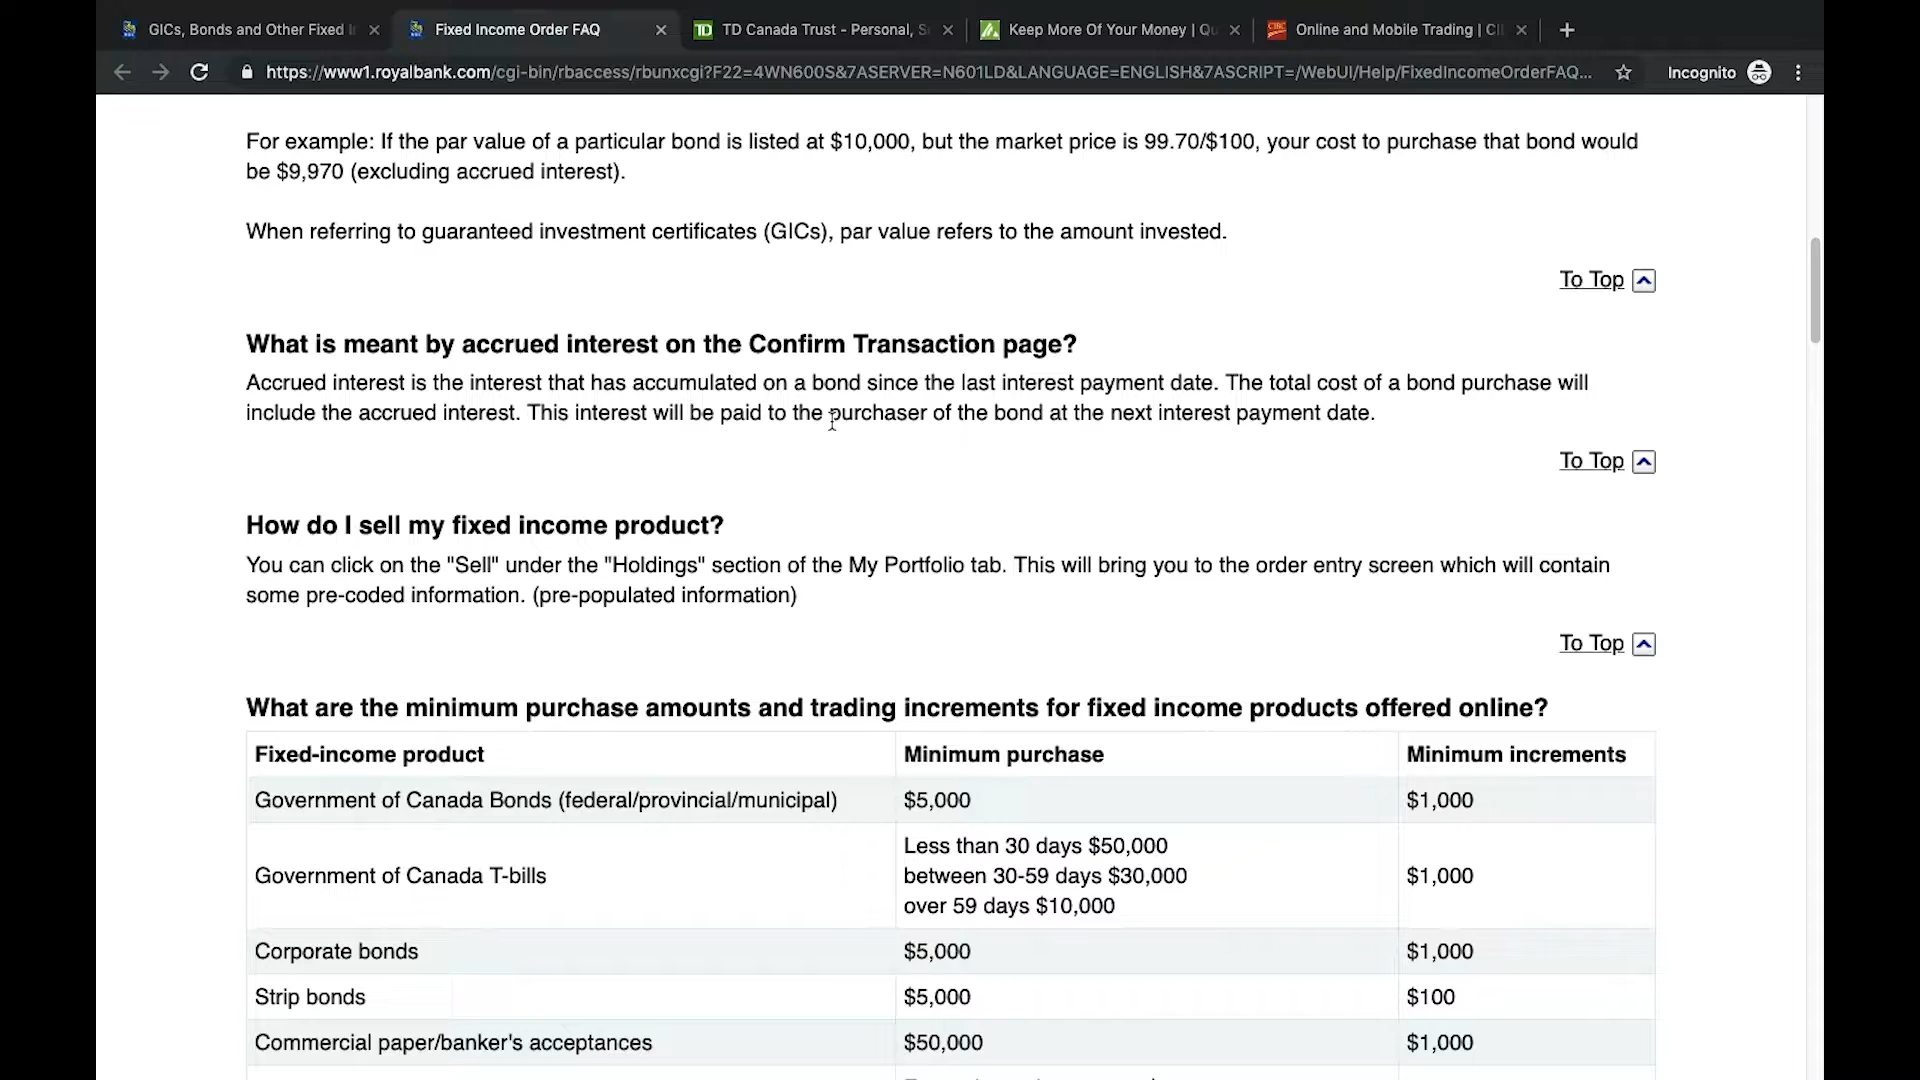 GICs, Bonds and Other Fixed I
Fixed Income Order FAQ
TD
TD Canada Trust - Personal, S
Keep More Of Your Money | Qu
CIBC
Online and Mobile Trading | CI
https://www1.royalbank.com/cgi-bin/rbaccess/rbunxcgi?F22=4WN600S&7ASERVER=N601LD&LANGUAGE=ENGLISH&7ASCRIPT=/WebUI/Help/FixedIncomeOrderFAQ...
Incognito
For example: If the par value of a particular bond is listed at $10,000, but the market price is 99.70/$100, your cost to purchase that bond would
be $9,970 (excluding accrued interest).
When referring to guaranteed investment certificates (GICs), par value refers to the amount invested.
To Top
What is meant by accrued interest on the Confirm Transaction page?
Accrued interest is the interest that has accumulated on a bond since the last interest payment date. The total cost of a bond purchase will
include the accrued interest. This interest will be paid to the purchaser of the bond at the next interest payment date.
To Top
How do I sell my fixed income product?
You can click on the "Sell" under the "Holdings" section of the My Portfolio tab. This will bring you to the order entry screen which will contain
some pre-coded information. (pre-populated information)
To Top
What are the minimum purchase amounts and trading increments for fixed income products offered online?
Fixed-income product Minimum purchase Minimum increments
Government of Canada Bonds (federal/provincial/municipal) $5,000 $1,000
Less than 30 days $50,000
Government of Canada T-bills between 30-59 days $30,000 $1,000
over 59 days $10,000
Corporate bonds $5,000 $1,000
Strip bonds $5,000 $100
Commercial paper/banker's acceptances $50,000 $1,000